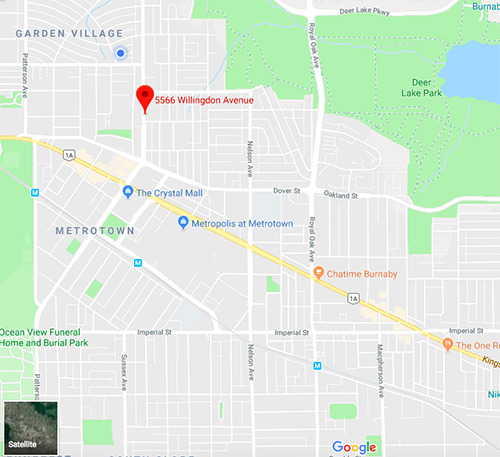 Deer Lake Pkwy
Burnab
GARDEN VILLAGE
Patterson Ave
Royal Oak Ave
5566 Willingdon Avenue
Deer
Lake Park
1A
Nelson Ave
M
The Crystal Mall
Dover St
Oakland St
METROTOWN
Metropolis at Metrotown
Royal Oak Ave
M
Chatime Burnaby
1A
Ocean View Funeral
Home and Burial Park
Imperial St
Imperial St
Imperial St
The One Re
Kings
Sussex Ave
Nelson Ave
Macpherson Ave
M
Patterson
Nik
Satellite
Google